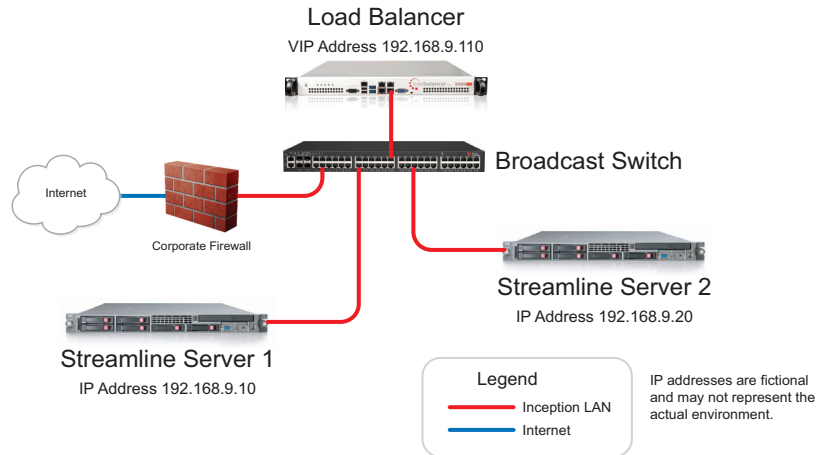 Load Balancer
VIP Address 192.168.9.110
loadbalancer
Broadcast Switch
Internet
Corporate Firewall
Streamline Server 2
IP Address 192.168.9.20
Streamline Server 1
IP Address 192.168.9.10
Legend
Inception LAN
Internet
IP addresses are fictional
and may not represent the
actual environment.